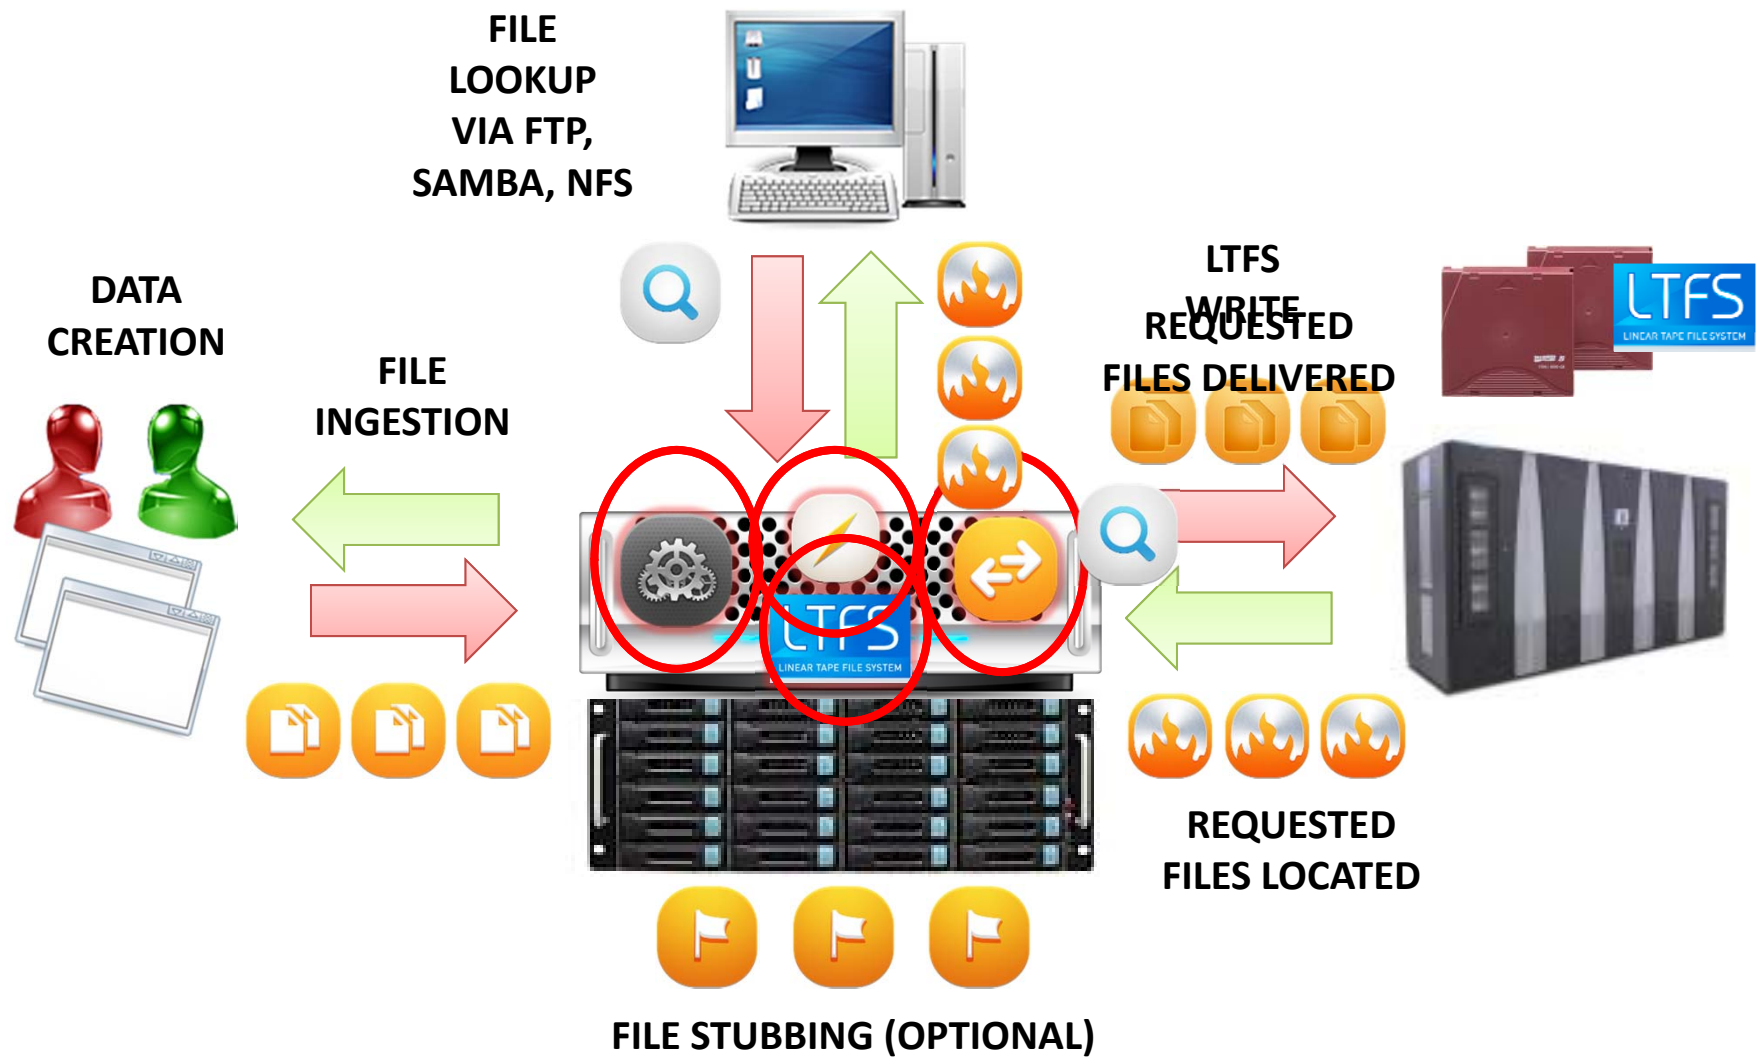 FILE
LOOKUP
VIA FTP,
SAMBA, NFS
DATA
CREATION
FILE
INGESTION
LTFS
WRITE
REQUESTED
FILES DELIVERED
LTFS
LINEAR TAPE FILE SYSTEM
LTFS
LINEAR TAPE FILE SYSTEM
REQUESTED
FILES LOCATED
FILE STUBBING (OPTIONAL)